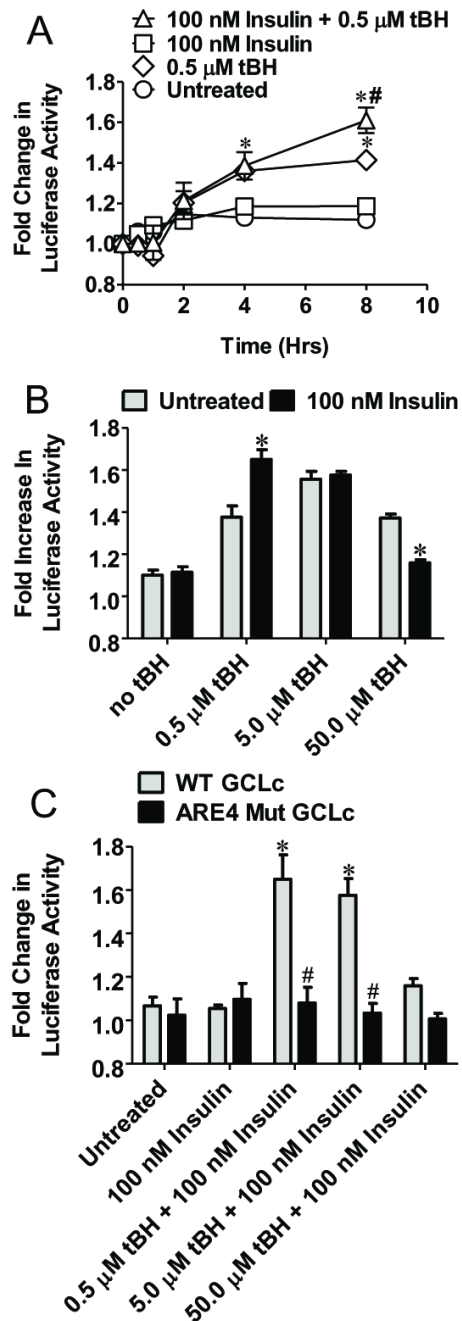 A
100 nM Insulin + 0.5 μM tBH
100 nM Insulin
0.5 μM tBH
Untreated
Fold Change in
Luciferase Activity
1.8
1.6
1.4
1.2
1.0
0.8
*
*#
*
0 2 4 6 8 10
Time (Hrs)
B
Untreated 100 nM Insulin
Fold Increase In
Luciferase Activity
1.8
1.6
1.4
1.2
1.0
0.8
*
*
no tBH
0.5 μM tBH
5.0 μM tBH
50.0 μM tBH
C
WT GCLc
ARE4 Mut GCLc
Fold Change in
Luciferase Activity
1.8
1.6
1.4
1.2
1.0
0.8
*
#
*
#
Untreated
100 nM Insulin
0.5 μM tBH + 100 nM Insulin
5.0 μM tBH + 100 nM Insulin
50.0 μM tBH + 100 nM Insulin